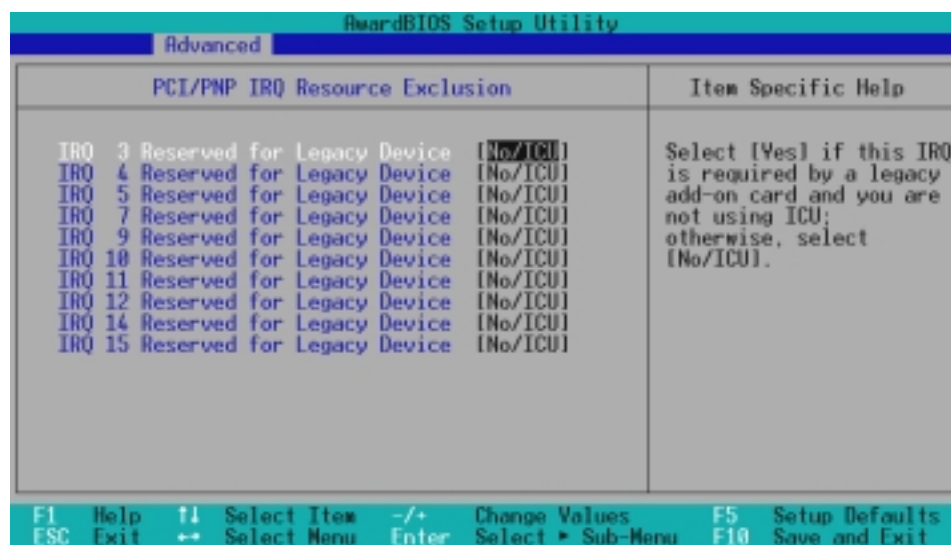 AwardBIOS Setup Utility
Advanced
PCI/PNP IRQ Resource Exclusion
IRQ 3 Reserved for Legacy Device [No/ICU]
IRQ 4 Reserved for Legacy Device [No/ICU]
IRQ 5 Reserved for Legacy Device [No/ICU]
IRQ 7 Reserved for Legacy Device [No/ICU]
IRQ 9 Reserved for Legacy Device [No/ICU]
IRQ 10 Reserved for Legacy Device [No/ICU]
IRQ 11 Reserved for Legacy Device [No/ICU]
IRQ 12 Reserved for Legacy Device [No/ICU]
IRQ 14 Reserved for Legacy Device [No/ICU]
IRQ 15 Reserved for Legacy Device [No/ICU]
Item Specific Help
Select [Yes] if this IRQ
is required by a legacy
add-on card and you are
not using ICU;
otherwise, select
[No/ICU].
F1 Help ↑↓ Select Item -/+ Change Values F5 Setup Defaults
ESC Exit ←→ Select Menu Enter Select ► Sub-Menu F10 Save and Exit